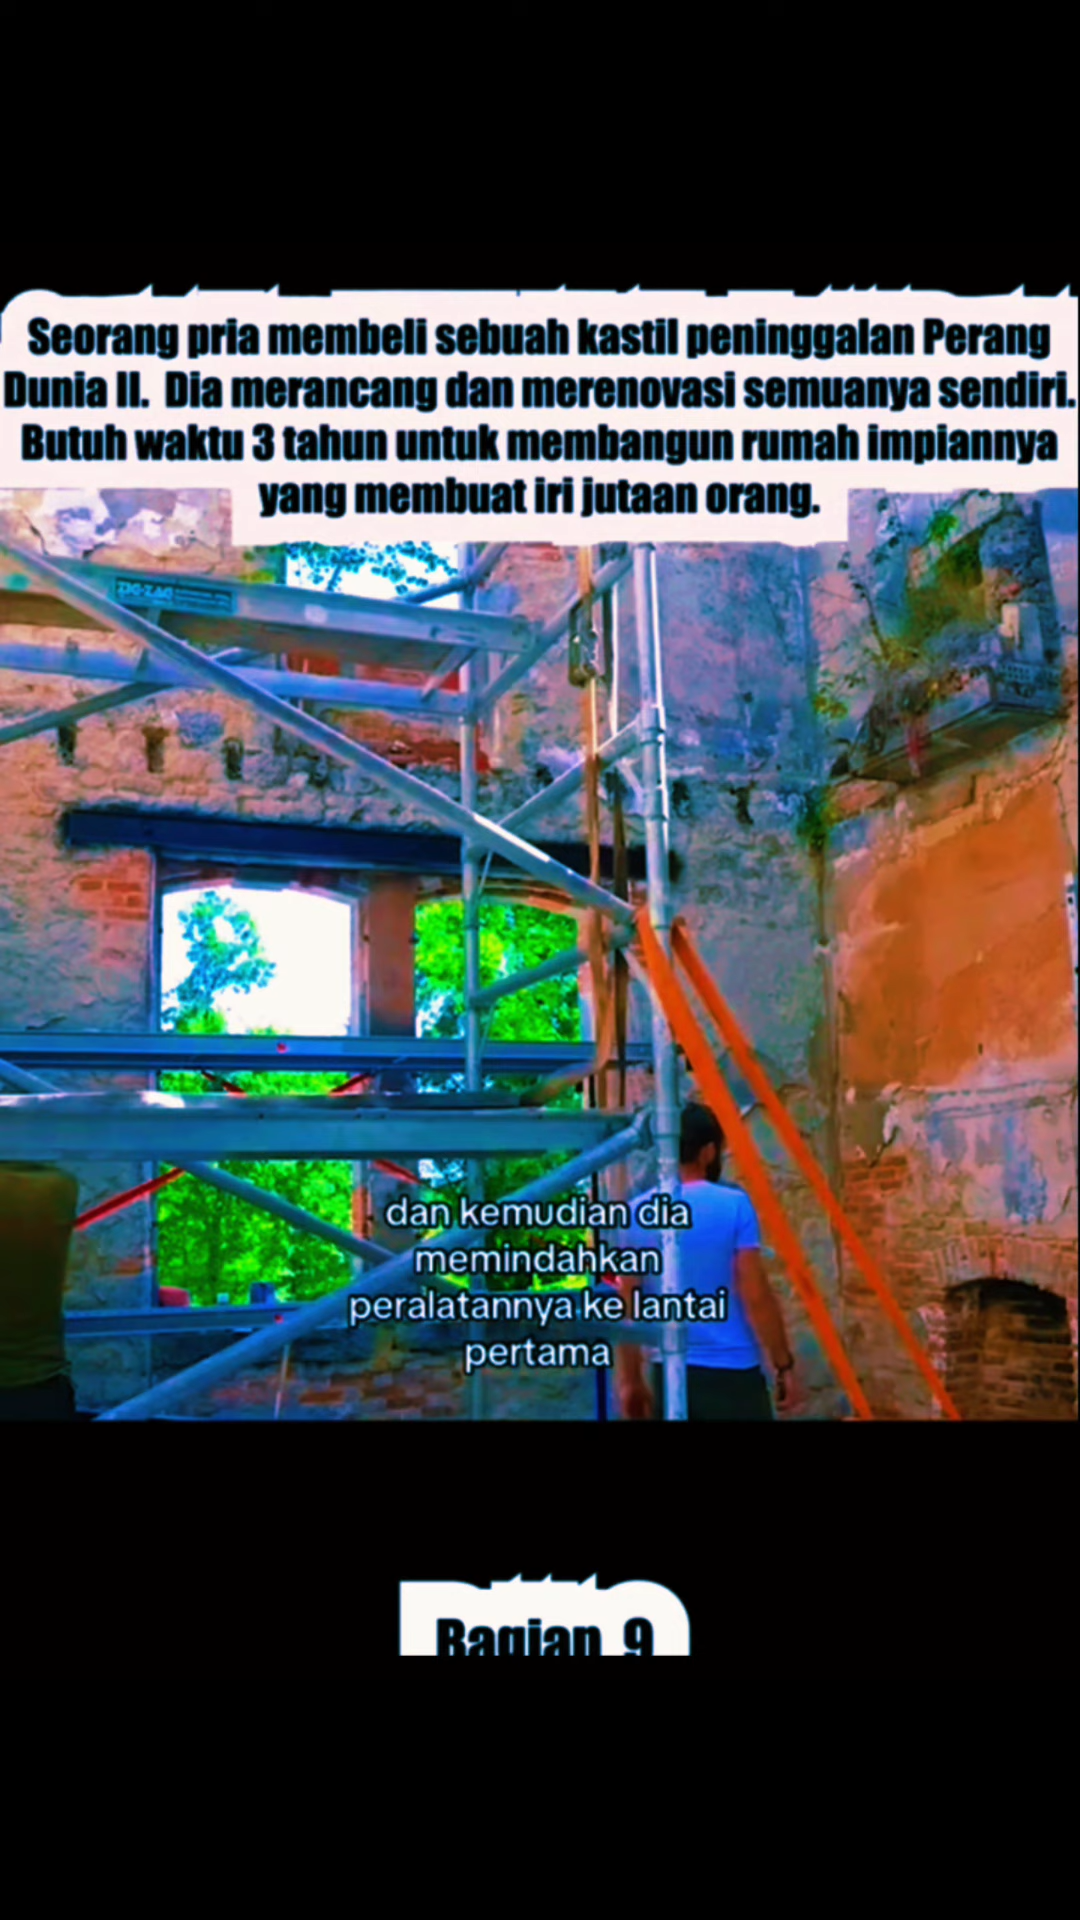 Seorang pria membeli sebuah kastil peninggalan Perang
Dunia II. Dia merancang dan merenovasi semuanya sendiri.
Butuh waktu 3 tahun untuk membangun rumah impiannya
yang membuat iri jutaan orang.
ZIG-ZAG
dan kemudian dia
memindahkan
peralatannya ke lantai
pertama
Bagian 9